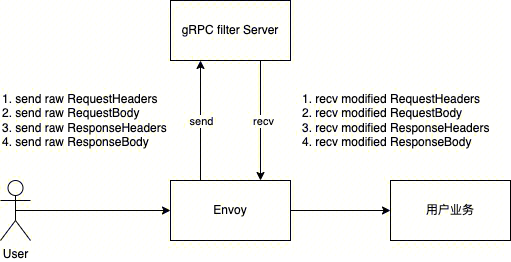 gRPC filter Server
1. send raw RequestHeaders
2. send raw RequestBody
3. send raw ResponseHeaders
4. send raw ResponseBody
send
recv
1. recv modified RequestHeaders
2. recv modified RequestBody
3. recv modified ResponseHeaders
4. recv modified ResponseBody
User
Envoy
用户业务